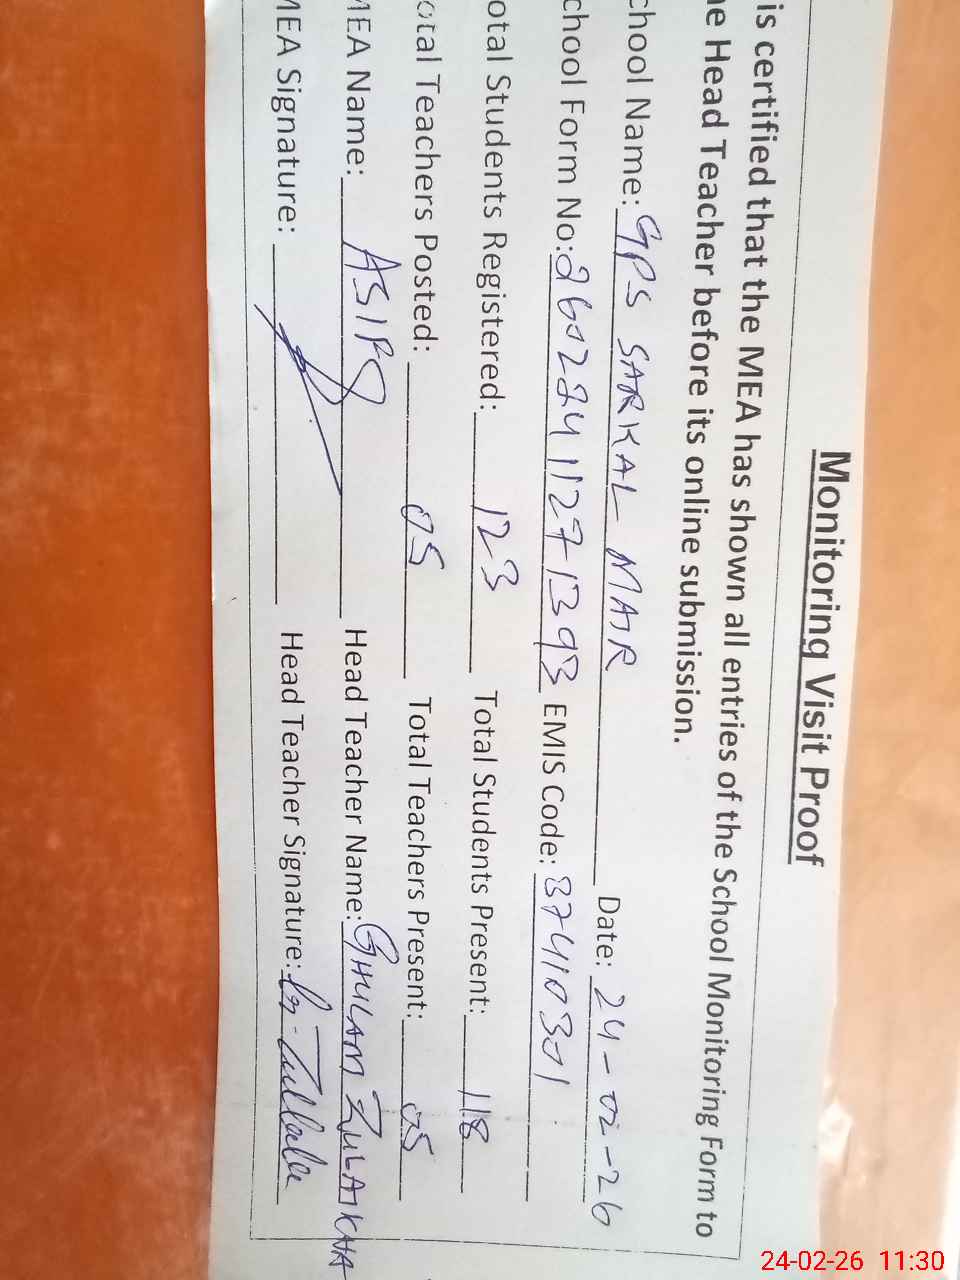 Monitoring Visit Proof
is certified that the MEA has shown all entries of the School Monitoring Form to
he Head Teacher before its online submission.
chool Name: GPS SARKAL MAIR Date: 24-02-26
chool Form No: EMIS Code:
otal Students Registered: 123 Total Students Present: 118
otal Teachers Posted: 05 Total Teachers Present: 05
MEA Name: ASIF Head Teacher Name: GHULAM ZULAIKHA
MEA Signature: Head Teacher Signature:
24-02-26 11:30